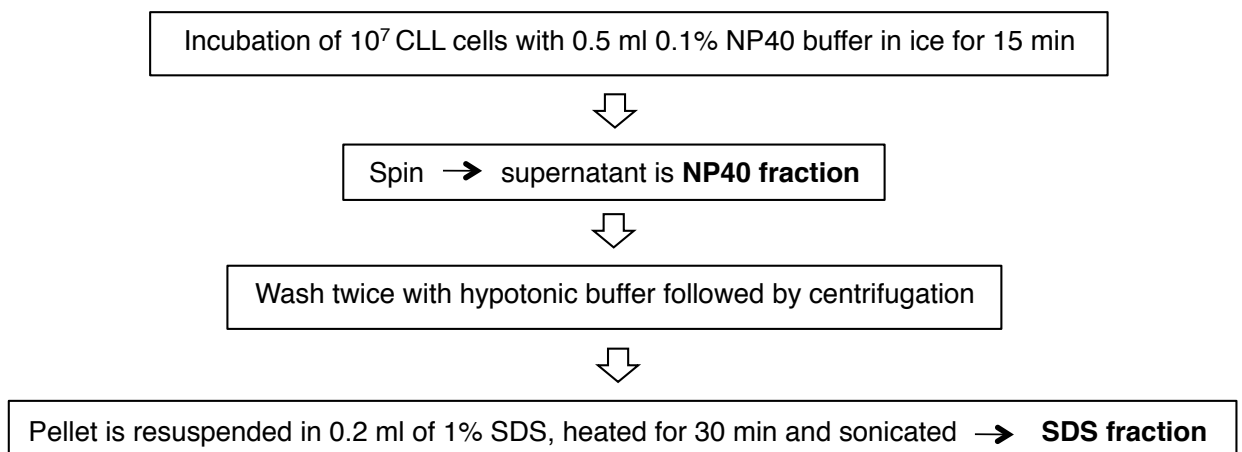 Incubation of 10⁷ CLL cells with 0.5 ml 0.1% NP40 buffer in ice for 15 min
Spin → supernatant is NP40 fraction
Wash twice with hypotonic buffer followed by centrifugation
Pellet is resuspended in 0.2 ml of 1% SDS, heated for 30 min and sonicated → SDS fraction